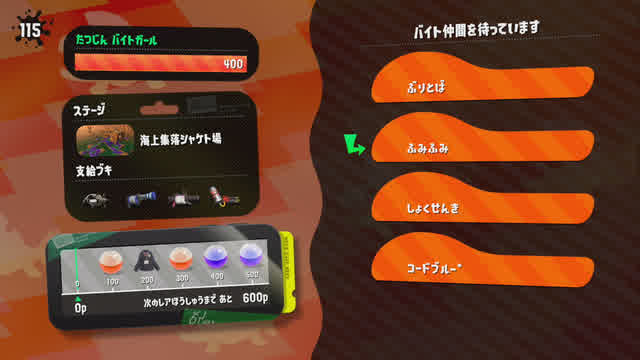 115
たつじん バイトガール
400
ステージ
海上集落シャケト場
支給ブキ
0
100
200
300
400
500
0p
次のレアほうしゅうまで あと 600p
バイト仲間を待っています
ぶりとば
ふみふみ
しょくせんき
コードブルー*